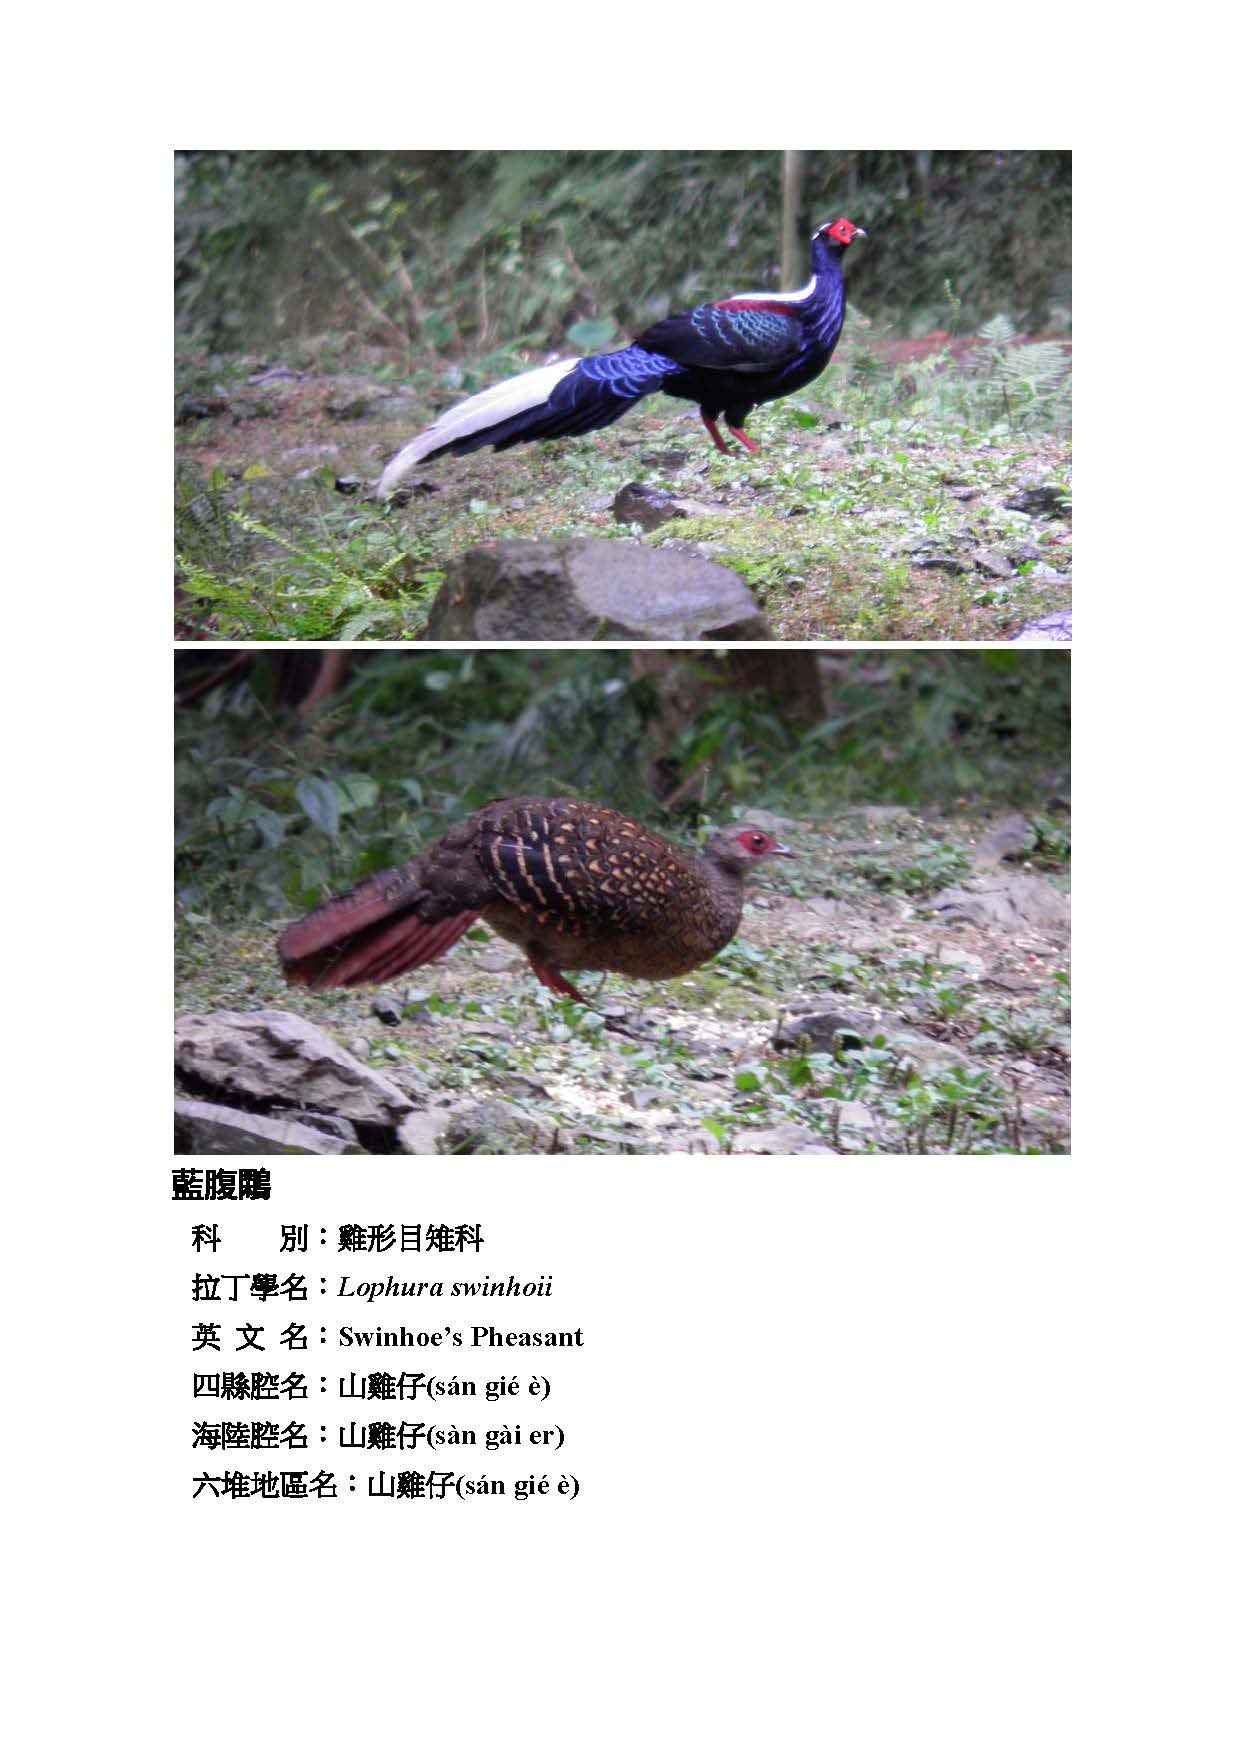 藍腹鷴
科　　別：雞形目雉科
拉丁學名：Lophura swinhoii
英 文 名：Swinhoe’s Pheasant
四縣腔名：山雞仔(sán gié è)
海陸腔名：山雞仔(sàn gài er)
六堆地區名：山雞仔(sán gié è)